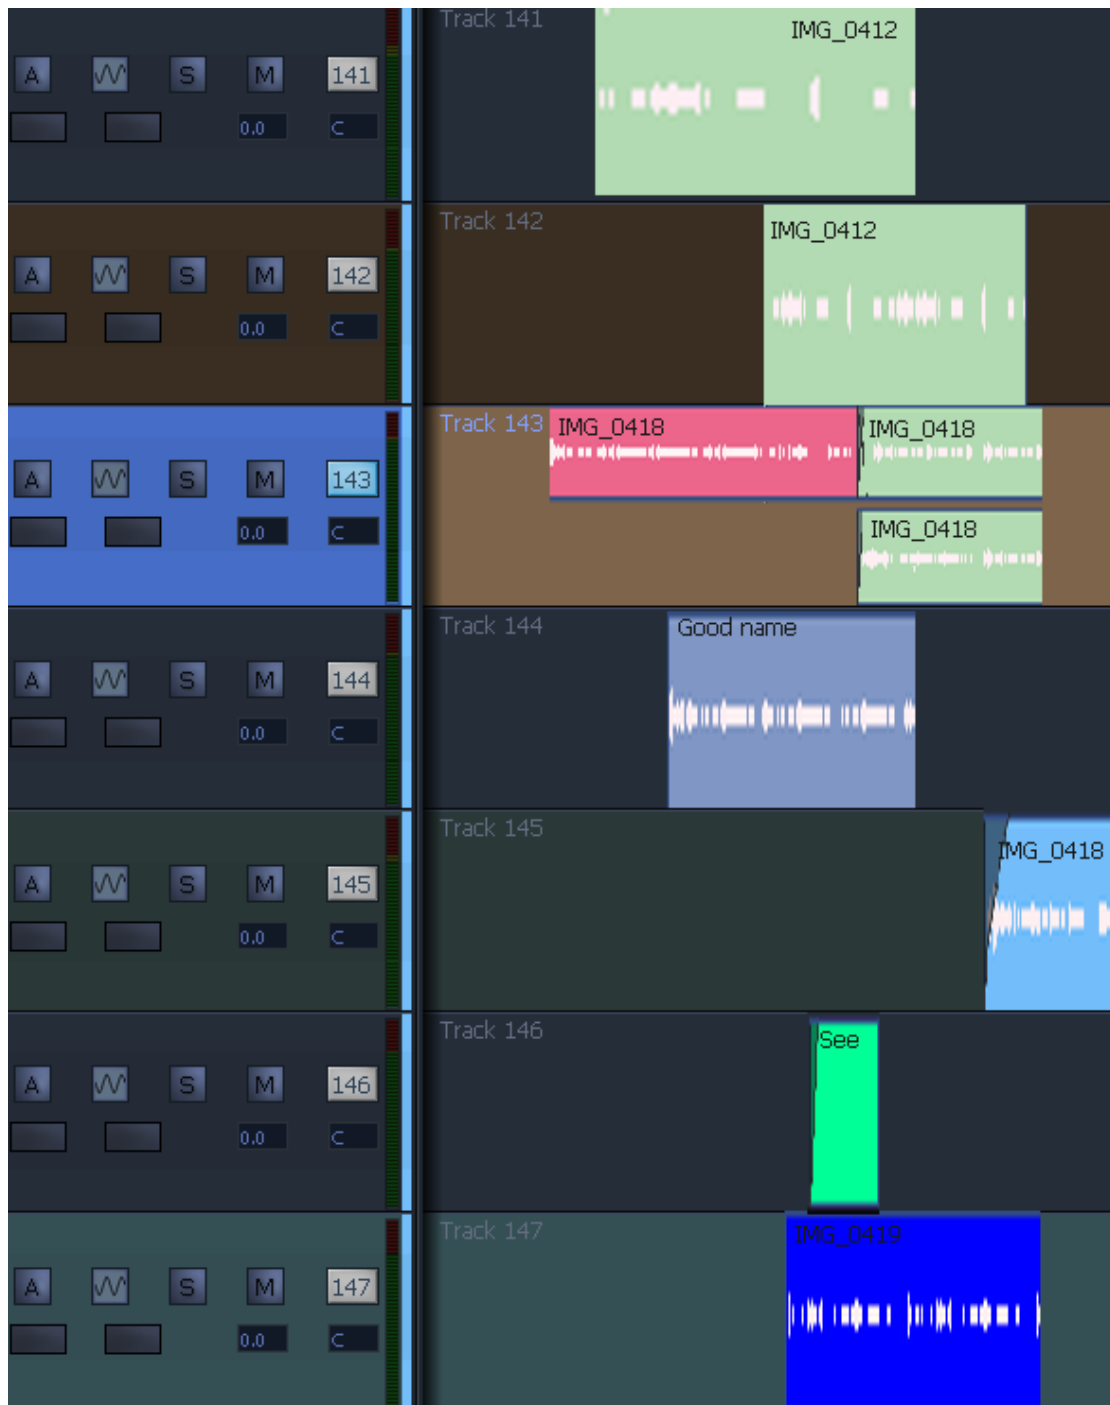 Track 141
IMG_0412
A S M 141
0.0 C
Track 142
IMG_0412
A S M 142
0.0 C
Track 143
IMG_0418
IMG_0418
A S M 143
0.0 C
IMG_0418
Track 144
Good name
A S M 144
0.0 C
Track 145
IMG_0418
A S M 145
0.0 C
Track 146
See
A S M 146
0.0 C
Track 147
IMG_0419
A S M 147
0.0 C